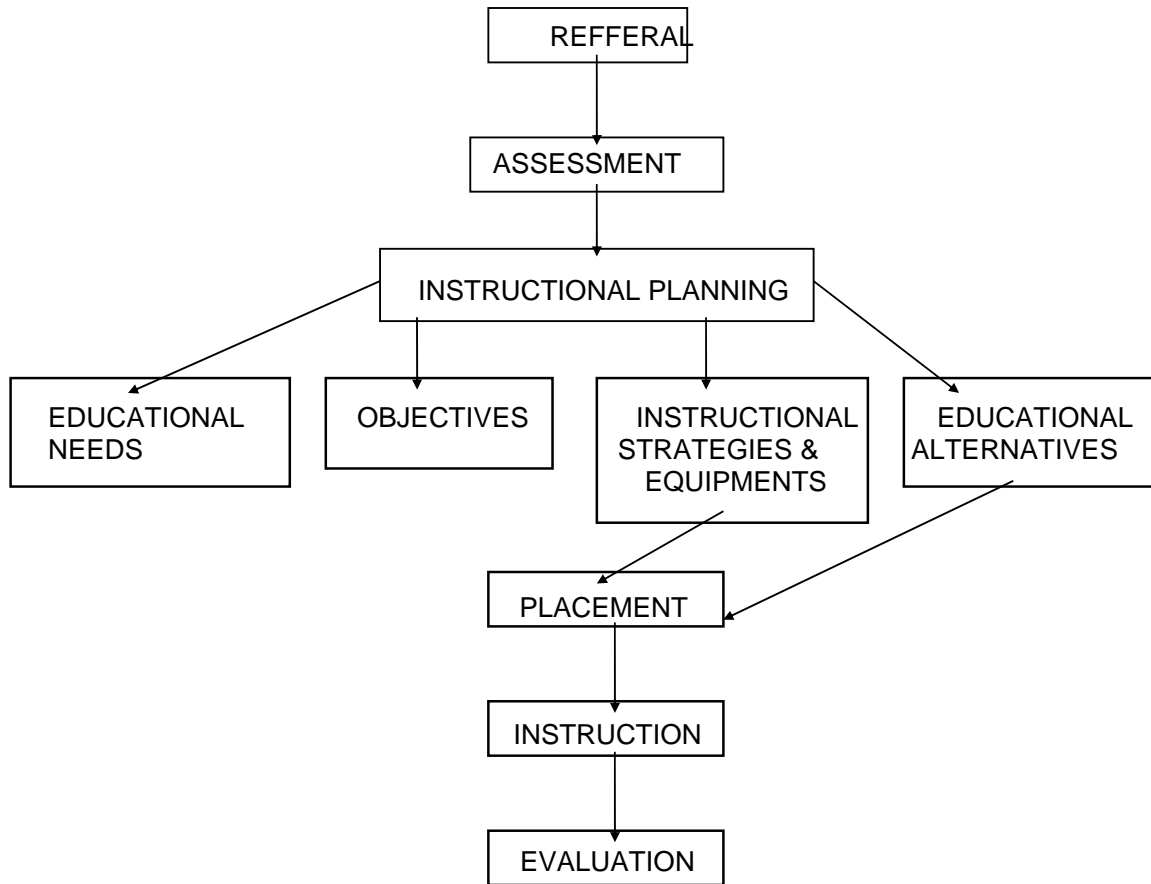 REFFERAL
ASSESSMENT
INSTRUCTIONAL PLANNING
EDUCATIONAL
NEEDS
OBJECTIVES
INSTRUCTIONAL
STRATEGIES &
EQUIPMENTS
EDUCATIONAL
ALTERNATIVES
PLACEMENT
INSTRUCTION
EVALUATION